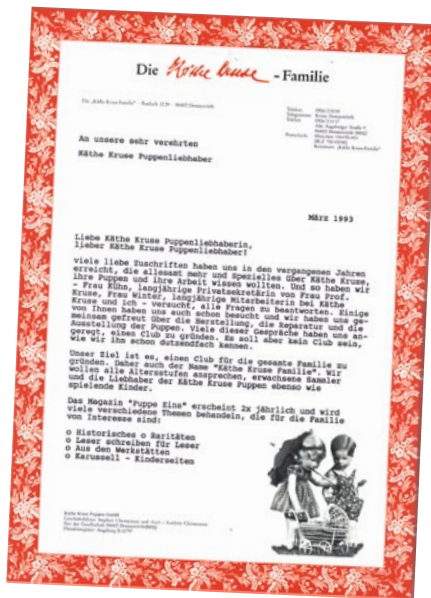 Die Käthe Kruse - Familie
Die „Käthe Kruse-Familie"
An unsere sehr verehrten
Käthe Kruse Puppenliebhaber
März 1993
Liebe Käthe Kruse Puppenliebhaberin,
lieber Käthe Kruse Puppenliebhaber!
viele liebe Zuschriften haben uns in den vergangenen Jahren
erreicht, die allesamt mehr und Spezielles über Käthe Kruse,
ihre Puppen und ihre Arbeit wissen wollten. Und so haben wir
- Frau Kühn, langjährige Privatsekretärin von Frau Prof.
Kruse, Frau Winter, langjährige Mitarbeiterin bei Käthe
Kruse und ich - versucht, alle Fragen zu beantworten. Einige
von Ihnen haben uns auch schon besucht und wir haben uns ge-
meinsam gefreut über die Herstellung, die Reparatur und die
Ausstellung der Puppen. Viele dieser Gespräche haben uns an-
geregt, einen Club zu gründen. Es soll aber kein Club sein,
wie wir ihn schon dutzendfach kennen.
Unser Ziel ist es, einen Club für die gesamte Familie zu
gründen. Daher auch der Name "Käthe Kruse Familie". Wir
wollen alle Altersstufen ansprechen, erwachsene Sammler
und die Liebhaber der Käthe Kruse Puppen ebenso wie
spielende Kinder.
Das Magazin "Puppe Eins" erscheint 2x jährlich und wird
viele verschiedene Themen behandeln, die für die Familie
von Interesse sind:
o Historisches o Raritäten
o Leser schreiben für Leser
o Aus den Werkstätten
o Karussell - Kinderseiten
Käthe Kruse Puppen GmbH